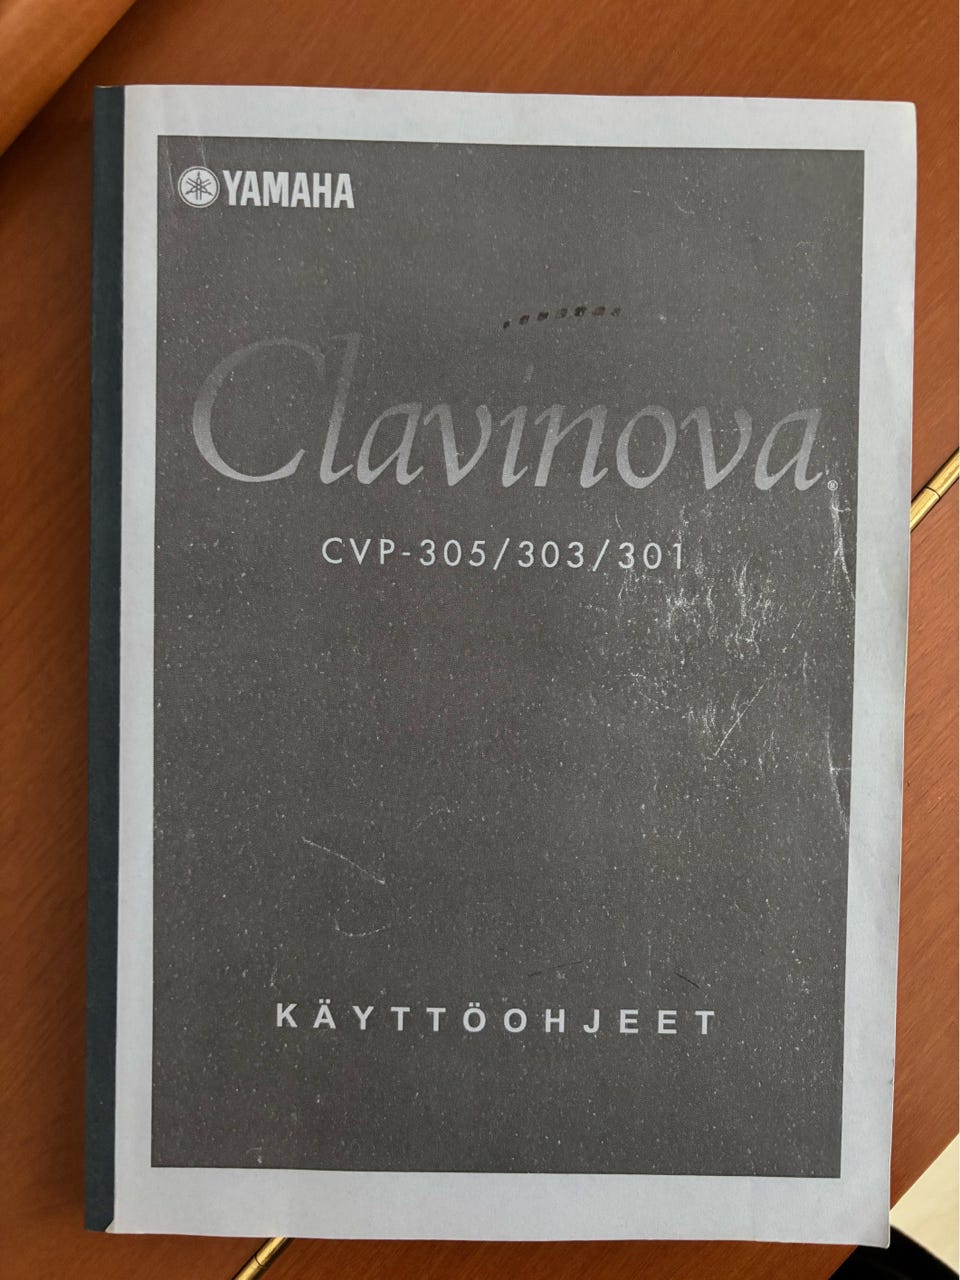 YAMAHA
Clavinova®
CVP-305/303/301
KÄYTTÖOHJEET